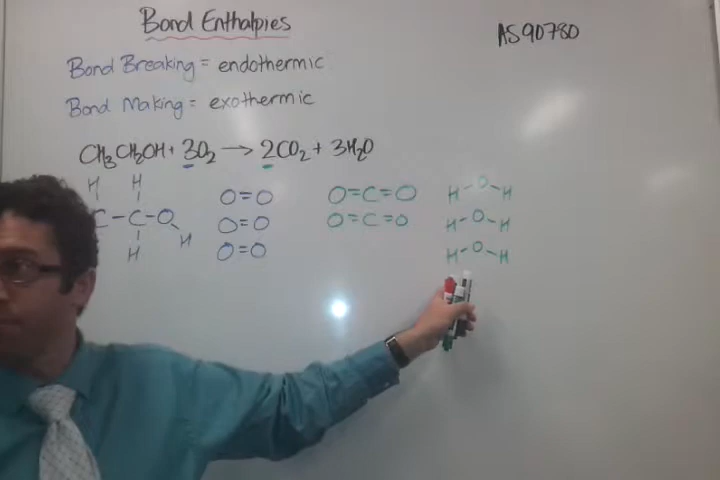 Bond Enthalpies
AS90780
Bond Breaking = endothermic
Bond Making = exothermic
CH₃CH₂OH + 3O₂ → 2CO₂ + 3H₂O
H H
C-C-O
H
H
O=O
O=O
O=O
O=C=O
O=C=O
H-O-H
H-O-H
H-O-H